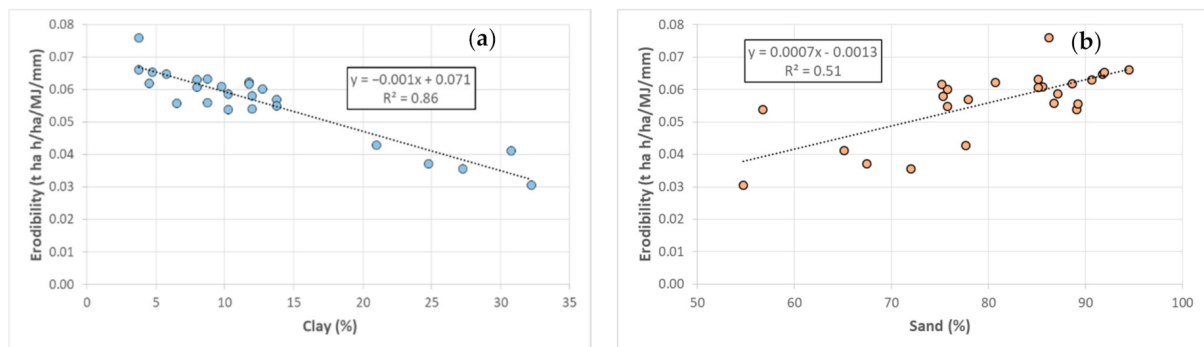 (a)
y = –0.001x + 0.071
R² = 0.86
Erodibility (t ha h/ha/MJ/mm)
0.08
0.07
0.06
0.05
0.04
0.03
0.02
0.01
0.00
0 5 10 15 20 25 30 35
Clay (%)
(b)
y = 0.0007x - 0.0013
R² = 0.51
Erodibility (t ha h/ha/MJ/mm)
0.08
0.07
0.06
0.05
0.04
0.03
0.02
0.01
0.00
50 60 70 80 90 100
Sand (%)